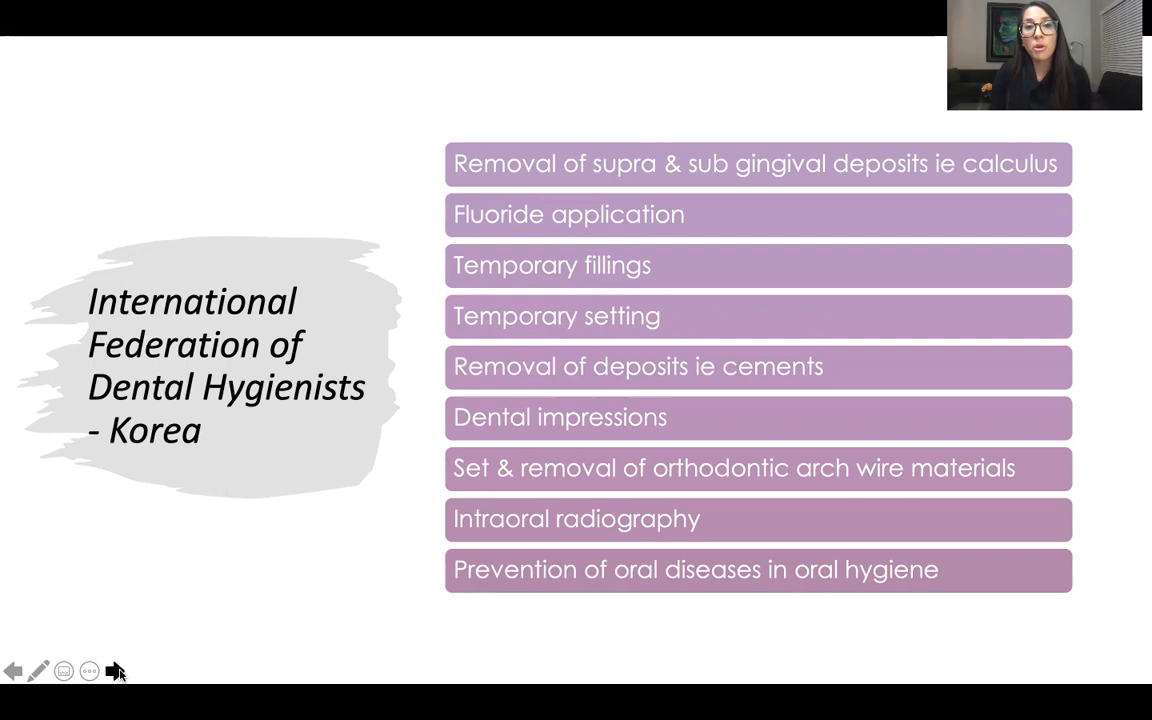 International
Federation of
Dental Hygienists
- Korea
Removal of supra & sub gingival deposits ie calculus
Fluoride application
Temporary fillings
Temporary setting
Removal of deposits ie cements
Dental impressions
Set & removal of orthodontic arch wire materials
Intraoral radiography
Prevention of oral diseases in oral hygiene